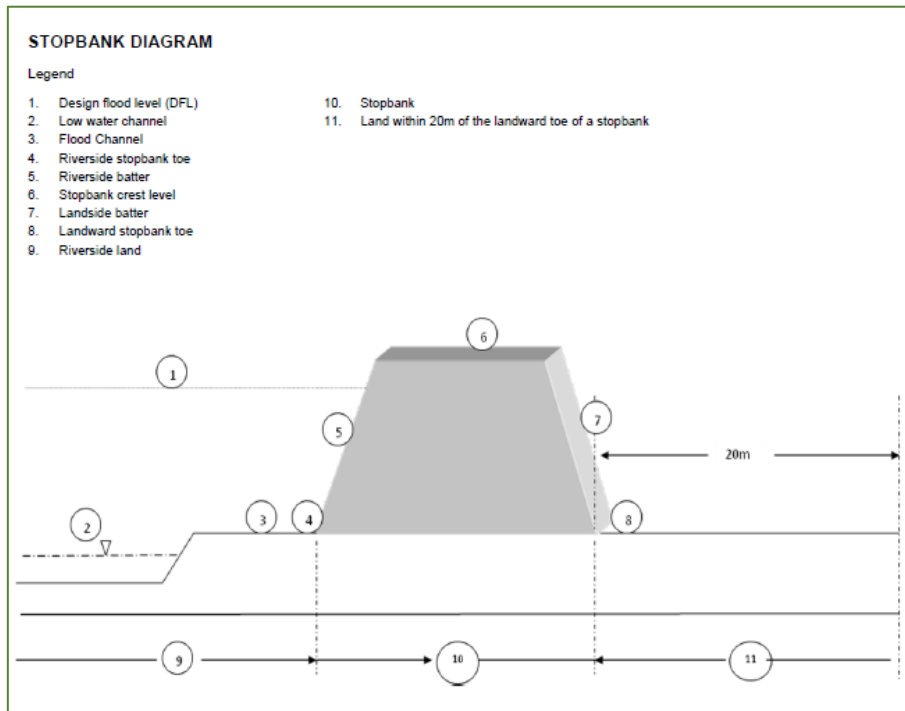 STOPBANK DIAGRAM
Legend
1. Design flood level (DFL)
2. Low water channel
3. Flood Channel
4. Riverside stopbank toe
5. Riverside batter
6. Stopbank crest level
7. Landside batter
8. Landward stopbank toe
9. Riverside land
10. Stopbank
11. Land within 20m of the landward toe of a stopbank
6
1
5
7
20m
2
3
4
8
9
10
11